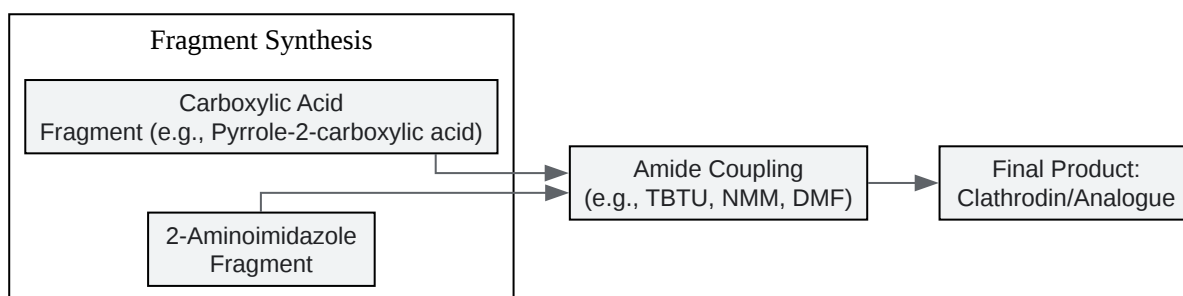 Fragment Synthesis
Carboxylic Acid
Fragment (e.g., Pyrrole-2-carboxylic acid)
2-Aminoimidazole
Fragment
Amide Coupling
(e.g., TBTU, NMM, DMF)
Final Product:
Clathrodin/Analogue